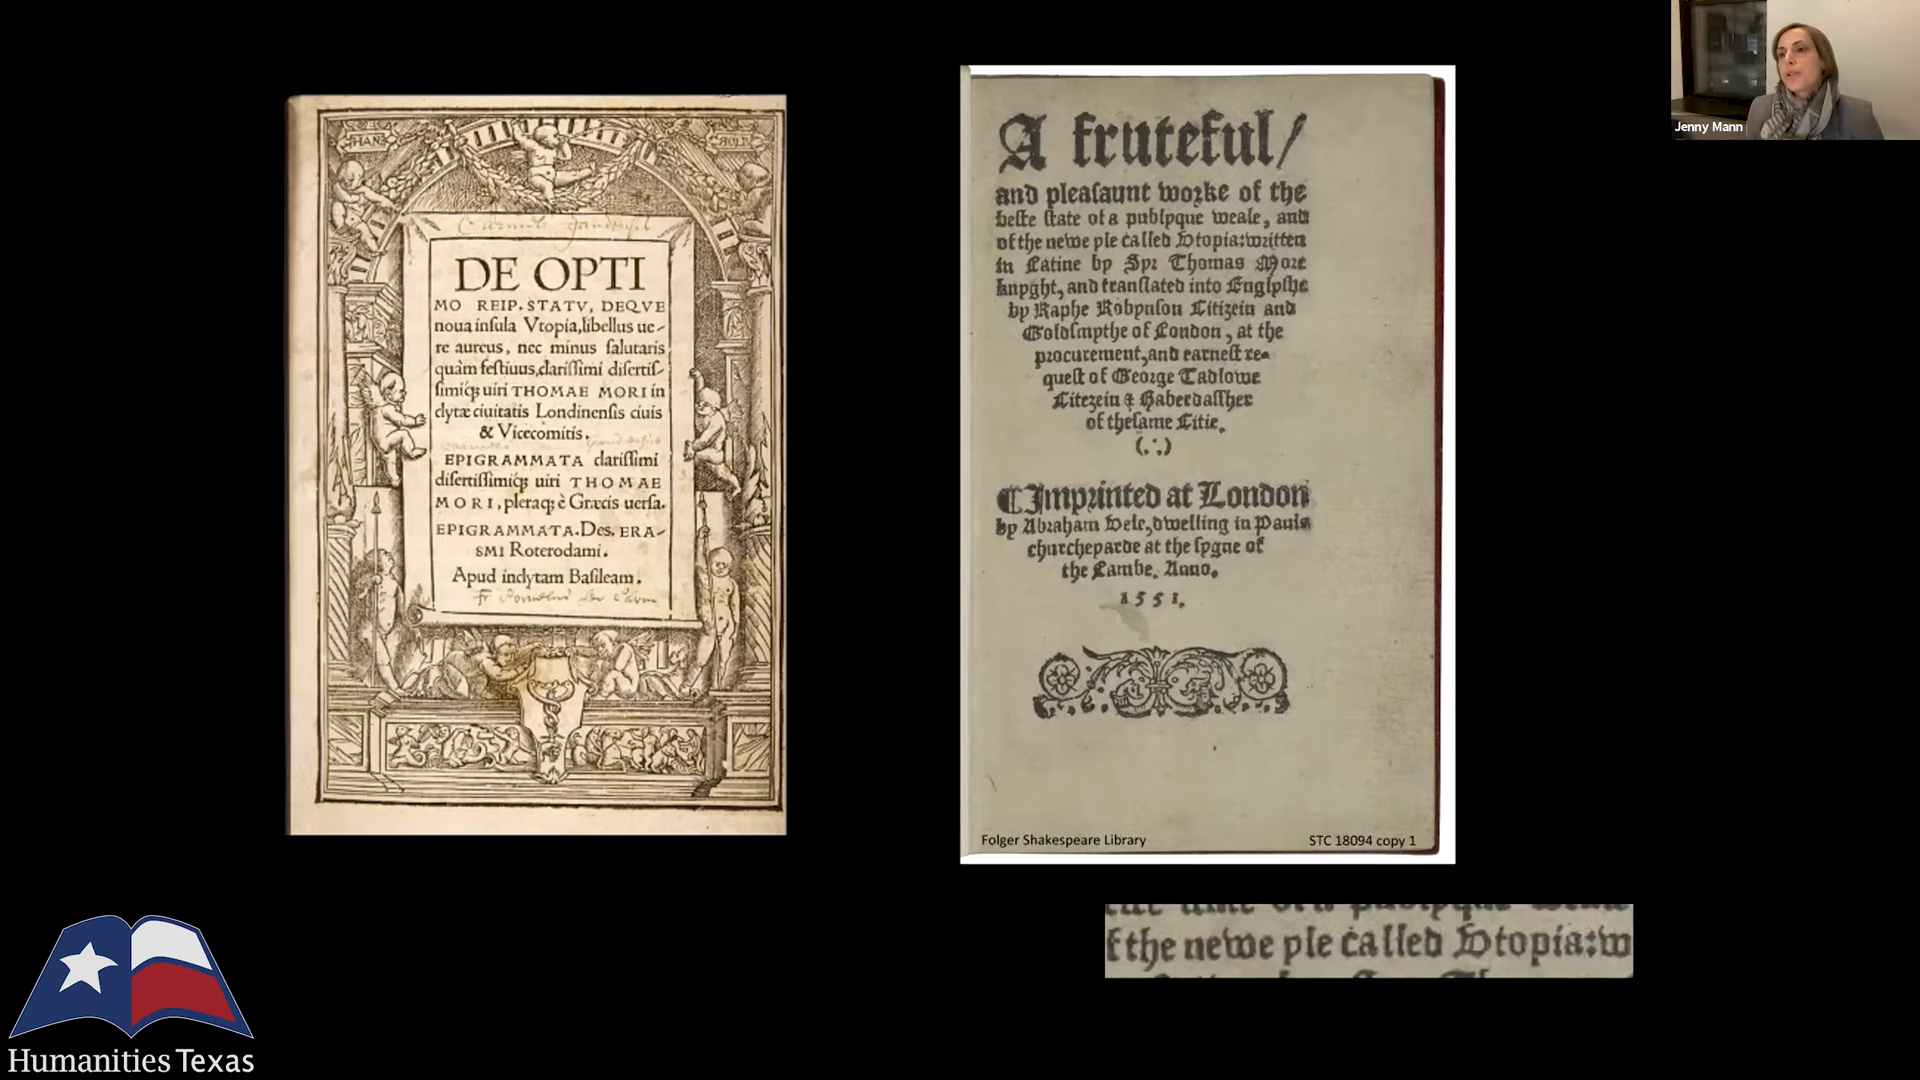 HANS
HOLB
DE OPTI
MO REIP. STATV, DEQVE
noua insula Vtopia, libellus ue-
re aureus, nec minus salutaris
quàm festiuus, clarissimi disertis-
simiq́; uiri THOMAE MORI in
clytæ ciuitatis Londinensis ciuis
& Vicecomitis.
EPIGRAMMATA clarissimi
disertissimiq́; uiri THOMAE
MORI, pleraq; è Græcis uersa.
EPIGRAMMATA. Des. ERA-
SMI Roterodami.
Apud inclytam Basileam.
A fruteful/
and pleasaunt worke of the
beste state of a publyque weale, and
of the newe yle called Utopia: written
in Latine by Syr Thomas More
knyght, and translated into Englyshe
by Raphe Robynson Citizein and
Goldsmythe of London, at the
procurement, and earnest re-
quest of George Tadlowe
Citezein & Haberdassher
of thesame Citie.
(.·.)
¶Imprinted at London
by Abraham Vele, dwelling in Pauls
churcheyarde at the sygne of
the Lambe. Anno.
1551.
Folger Shakespeare Library
STC 18094 copy 1
f the newe yle called Utopia: w
Jenny Mann
Humanities Texas